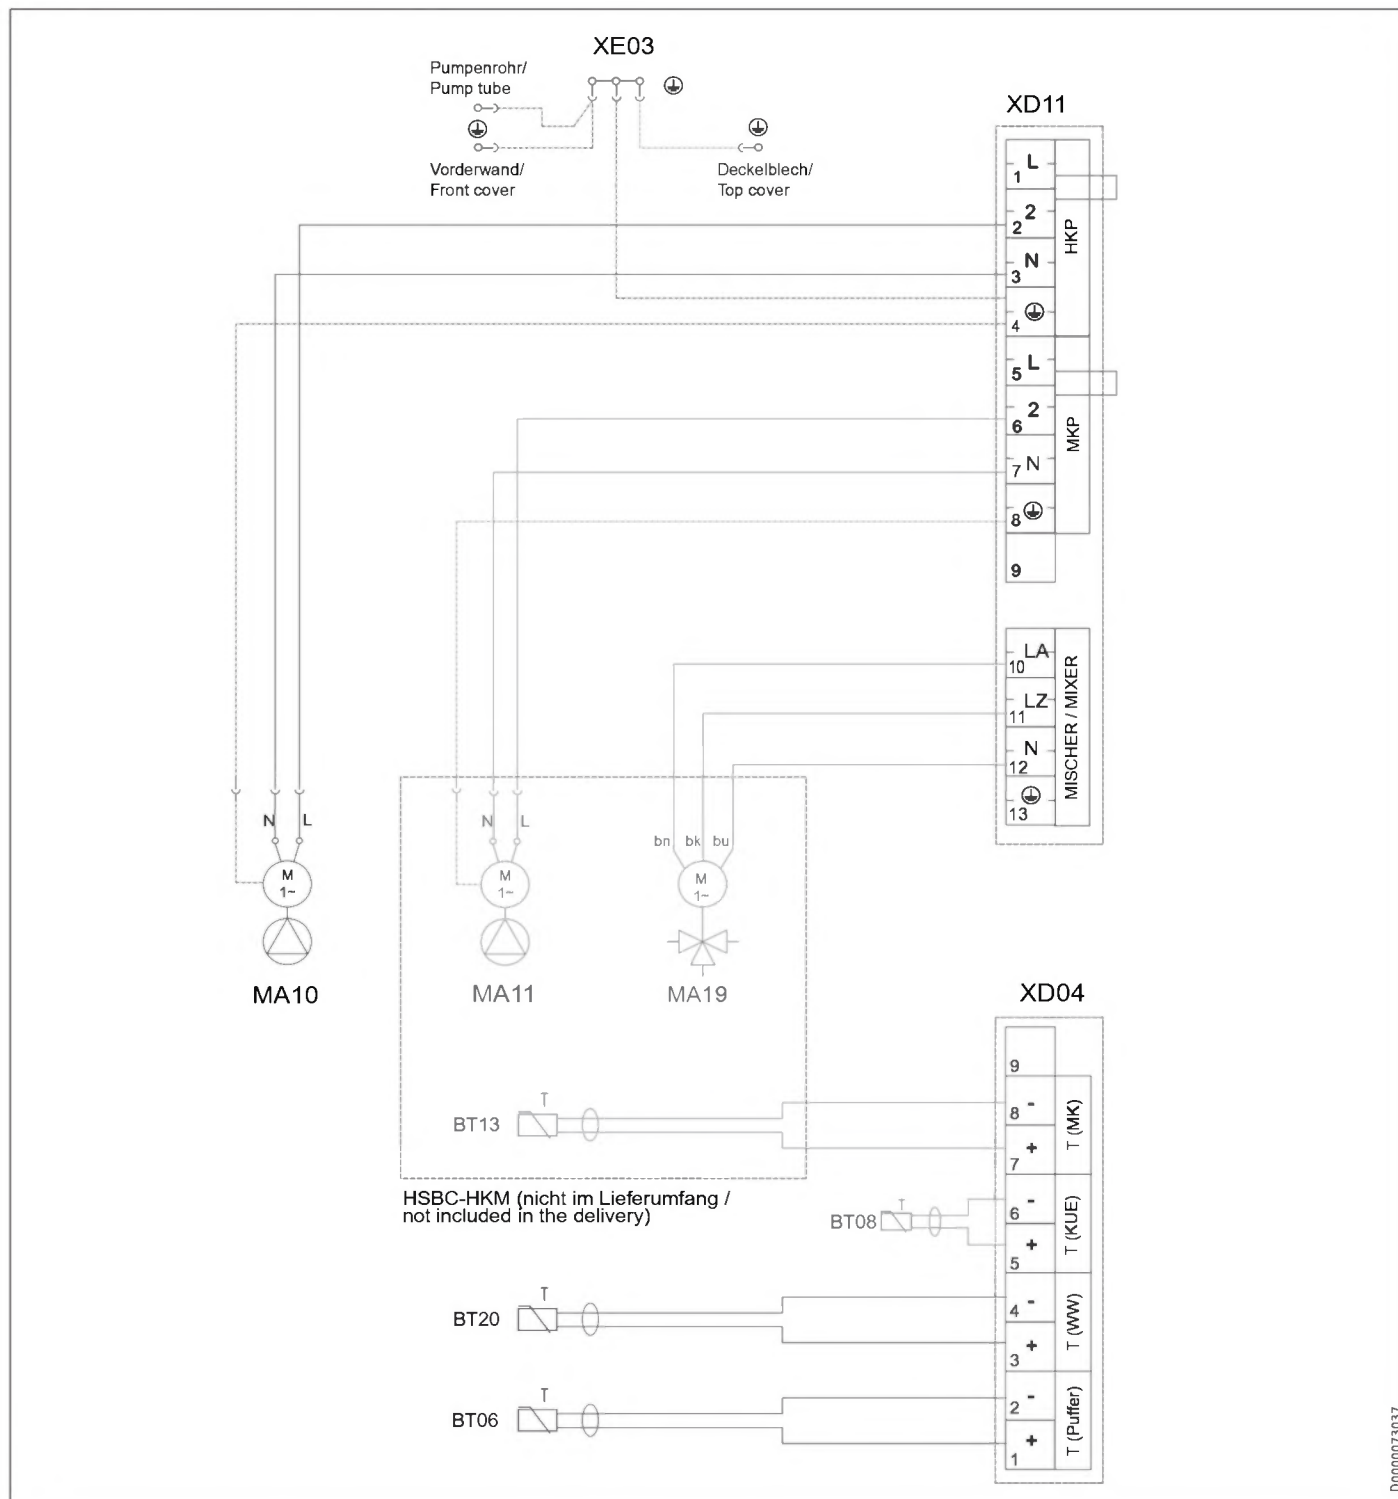 XE03
Pumpenrohr/
Pump tube
Vorderwand/
Front cover
Deckelblech/
Top cover
XD11
L
1
2
2
N
3
4
HKP
L
5
2
6
N
7
8
MKP
9
LA
10
LZ
11
N
12
13
MISCHER / MIXER
N L
M
1~
MA10
N L
M
1~
MA11
bn bk bu
M
1~
MA19
T
BT13
HSBC-HKM (nicht im Lieferumfang /
not included in the delivery)
T
BT08
T
BT20
T
BT06
XD04
9
8 -
+
7
T (MK)
6 -
+
5
T (KUE)
4 -
+
3
T (WW)
2 -
+
1
T (Puffer)
D0000073037